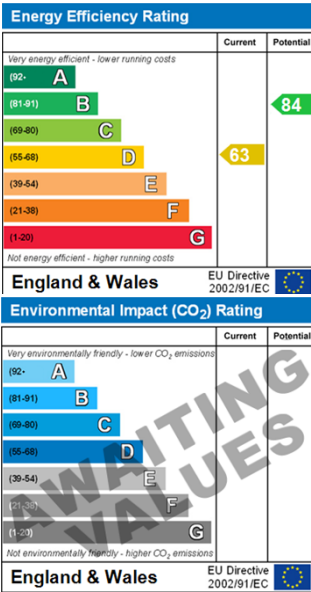 Energy Efficiency Rating
Current Potential
Very energy efficient - lower running costs
(92- A
(81-91) B
84
(69-80) C
(55-68) D
63
(39-54) E
(21-38) F
(1-20) G
Not energy efficient - higher running costs
England & Wales
EU Directive
2002/91/EC
Environmental Impact (CO2) Rating
Current Potential
Very environmentally friendly - lower CO2 emissions
(92- A
(81-91) B
(69-80) C
(55-68) D
(39-54) E
(21-38) F
(1-20) G
AWAITING
VALUES
Not environmentally friendly - higher CO2 emissions
England & Wales
EU Directive
2002/91/EC